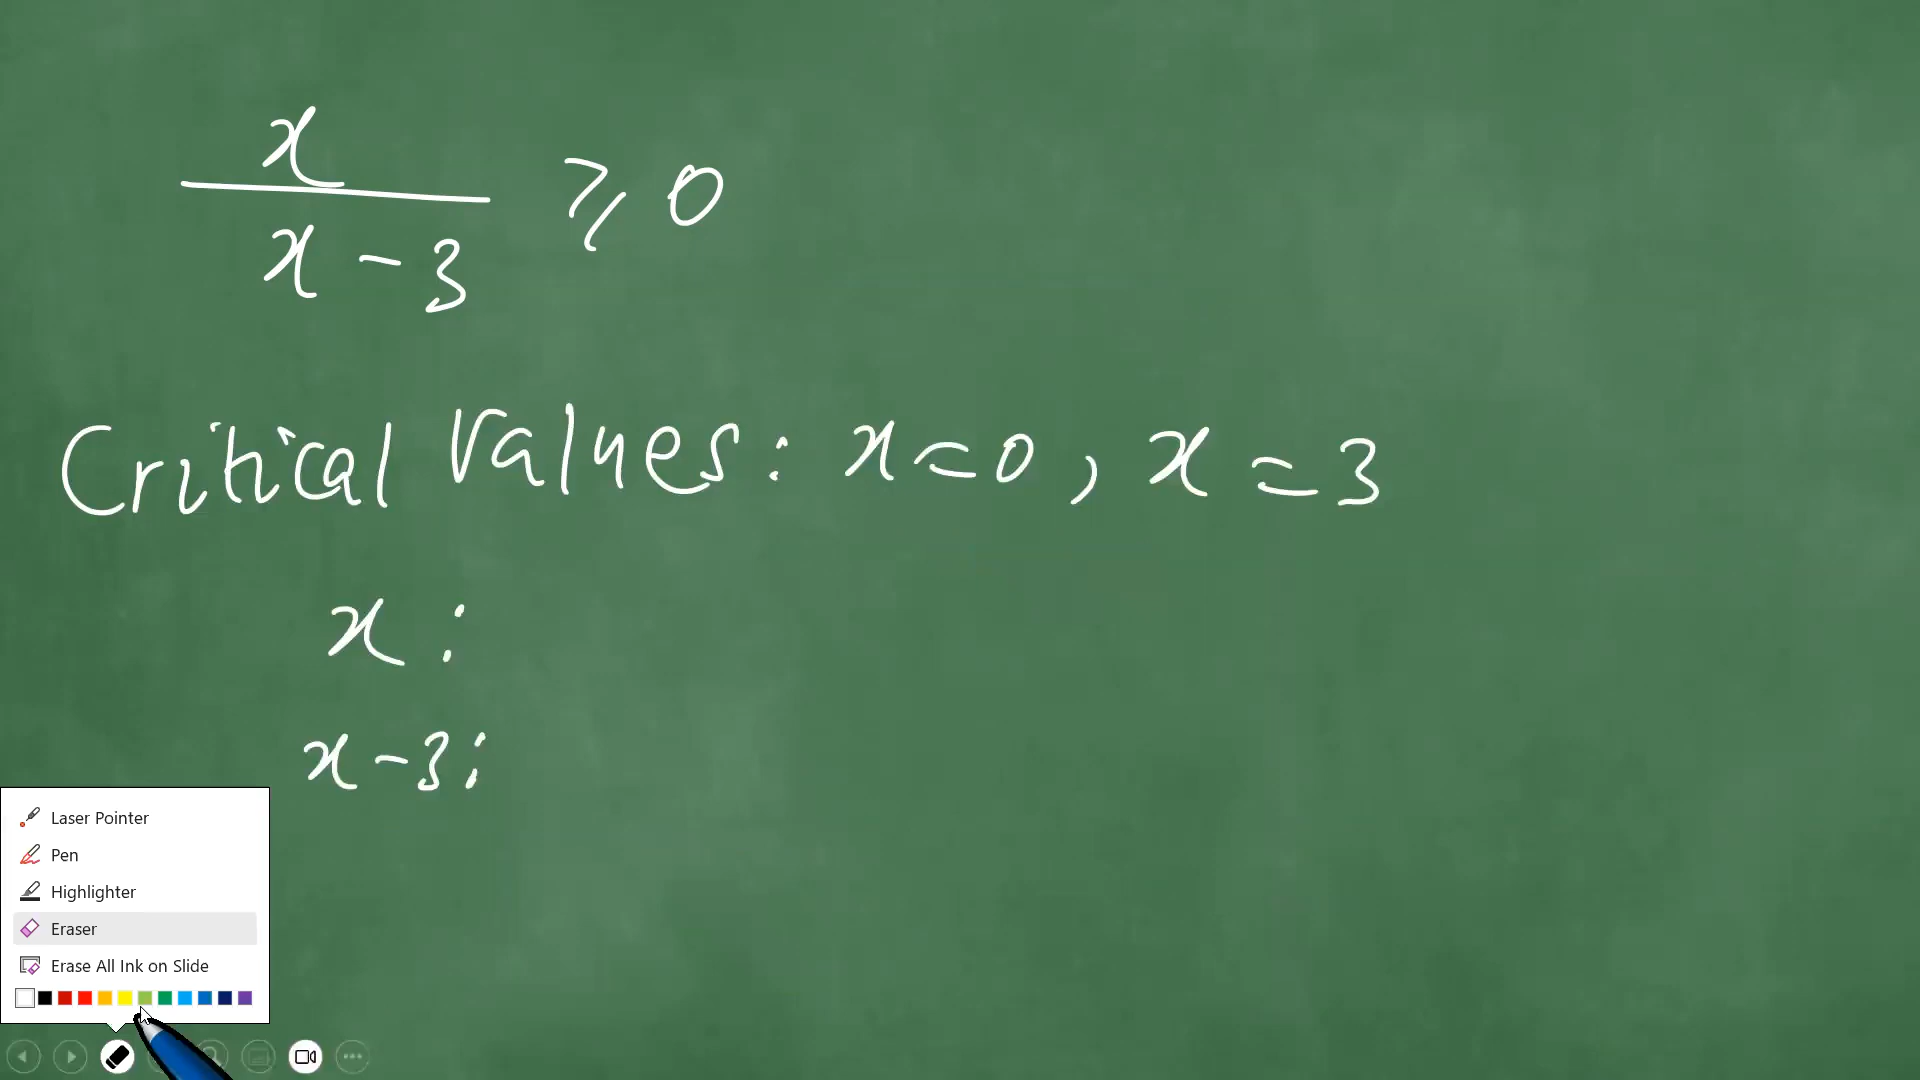 x
x - 3
⩾ 0
Critical Values: x = 0, x = 3
x :
x - 3 :
Laser Pointer
Pen
Highlighter
Eraser
Erase All Ink on Slide